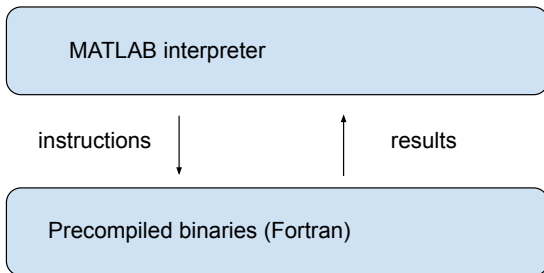 MATLAB interpreter
instructions
results
Precompiled binaries (Fortran)